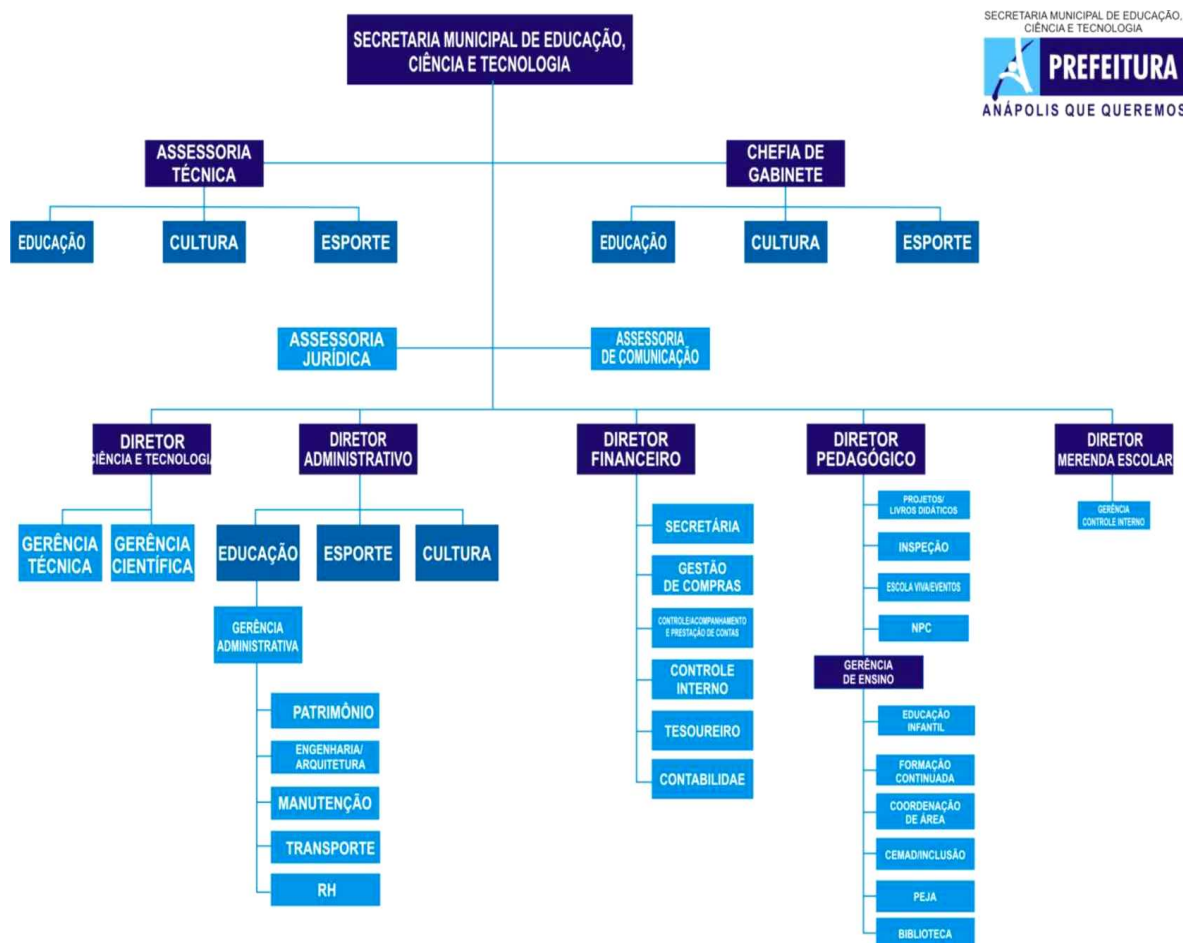 SECRETARIA MUNICIPAL DE EDUCAÇÃO,
CIÊNCIA E TECNOLOGIA
SECRETARIA MUNICIPAL DE EDUCAÇÃO,
CIÊNCIA E TECNOLOGIA
PREFEITURA
ANÁPOLIS QUE QUEREMOS
ASSESSORIA
TÉCNICA
CHEFIA DE
GABINETE
EDUCAÇÃO
CULTURA
ESPORTE
EDUCAÇÃO
CULTURA
ESPORTE
ASSESSORIA
JURÍDICA
ASSESSORIA
DE COMUNICAÇÃO
DIRETOR
CIÊNCIA E TECNOLOGIA
GERÊNCIA
TÉCNICA
GERÊNCIA
CIENTÍFICA
DIRETOR
ADMINISTRATIVO
EDUCAÇÃO
ESPORTE
CULTURA
GERÊNCIA
ADMINISTRATIVA
PATRIMÔNIO
ENGENHARIA/
ARQUITETURA
MANUTENÇÃO
TRANSPORTE
RH
DIRETOR
FINANCEIRO
SECRETÁRIA
GESTÃO
DE COMPRAS
CONTROLE/ACOMPANHAMENTO
E PRESTAÇÃO DE CONTAS
CONTROLE
INTERNO
TESOUREIRO
CONTABILIDAE
DIRETOR
PEDAGÓGICO
PROJETOS/
LIVROS DIDÁTICOS
INSPEÇÃO
ESCOLA VIVA/EVENTOS
NPC
GERÊNCIA
DE ENSINO
EDUCAÇÃO
INFANTIL
FORMAÇÃO
CONTINUADA
COORDENAÇÃO
DE ÁREA
CEMAD/INCLUSÃO
PEJA
BIBLIOTECA
DIRETOR
MERENDA ESCOLAR
GERÊNCIA
CONTROLE INTERNO